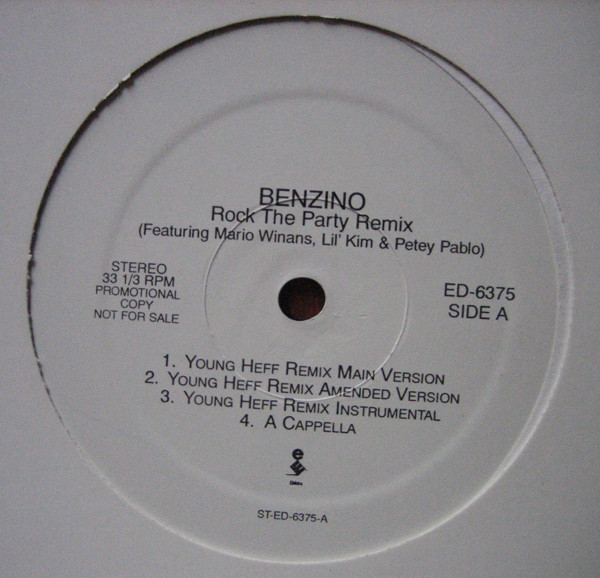 BENZINO
Rock The Party Remix
(Featuring Mario Winans, Lil' Kim & Petey Pablo)
STEREO
33 1/3 RPM
PROMOTIONAL
COPY
NOT FOR SALE
ED-6375
SIDE A
1. YOUNG HEFF REMIX MAIN VERSION
2. YOUNG HEFF REMIX AMENDED VERSION
3. YOUNG HEFF REMIX INSTRUMENTAL
4. A CAPPELLA
e
Elektra
ST-ED-6375-A